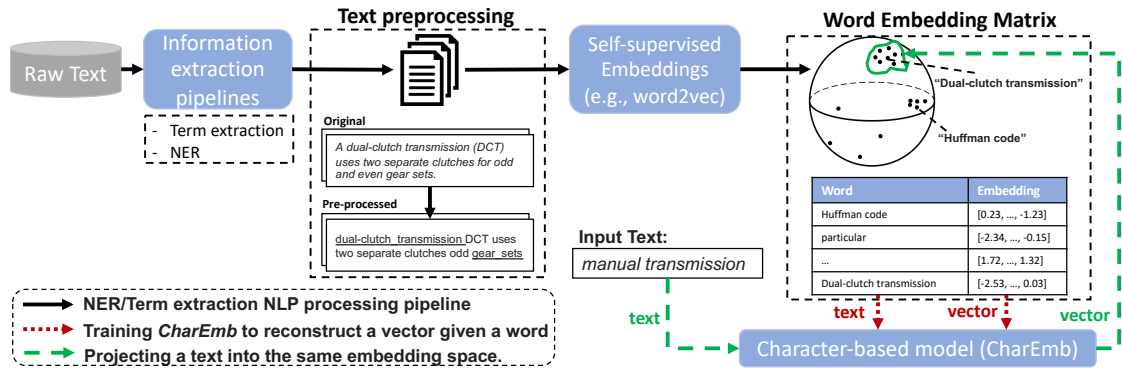 Text preprocessing
Word Embedding Matrix
Raw Text
Information
extraction
pipelines
- Term extraction
- NER
Original
A dual-clutch transmission (DCT)
uses two separate clutches for odd
and even gear sets.
Pre-processed
dual-clutch_transmission DCT uses
two separate clutches odd gear_sets
Self-supervised
Embeddings
(e.g., word2vec)
“Dual-clutch transmission”
“Huffman code”
Word Embedding
Huffman code [0.23, …, -1.23]
particular [-2.34, …, -0.15]
… [1.72, …, 1.32]
Dual-clutch transmission [-2.53, …, 0.03]
Input Text:
manual transmission
text
text
vector
vector
Character-based model (CharEmb)
NER/Term extraction NLP processing pipeline
Training CharEmb to reconstruct a vector given a word
Projecting a text into the same embedding space.